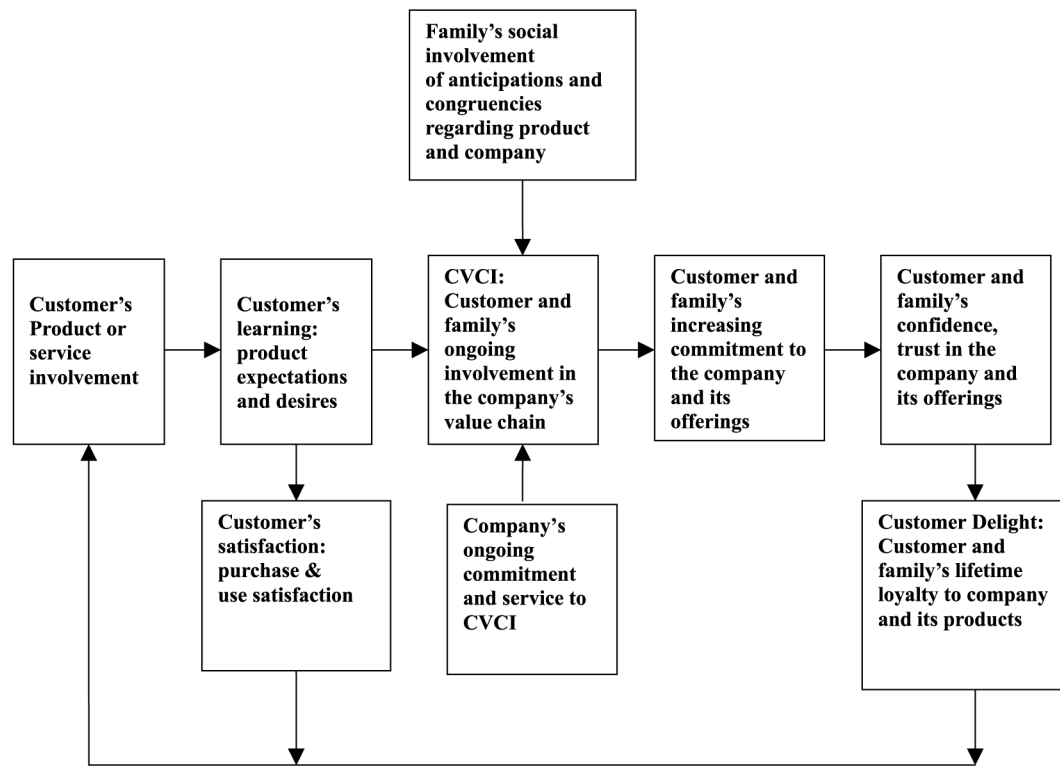 Family’s social
involvement
of anticipations and
congruencies
regarding product
and company
Customer’s
Product or
service
involvement
Customer’s
learning:
product
expectations
and desires
CVCI:
Customer and
family’s
ongoing
involvement in
the company’s
value chain
Customer and
family’s
increasing
commitment to
the company
and its
offerings
Customer and
family’s
confidence,
trust in the
company and
its offerings
Customer’s
satisfaction:
purchase &
use satisfaction
Company’s
ongoing
commitment
and service to
CVCI
Customer Delight:
Customer and
family’s lifetime
loyalty to company
and its products